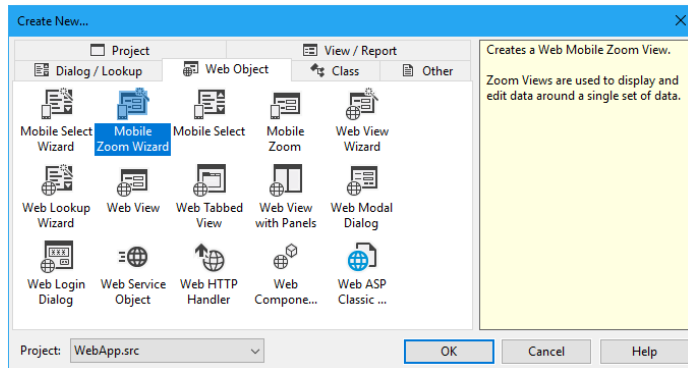 Create New...
Project
View / Report
Dialog / Lookup
Web Object
Class
Other
Mobile Select
Wizard
Mobile
Zoom Wizard
Mobile Select
Mobile
Zoom
Web View
Wizard
Web Lookup
Wizard
Web View
Web Tabbed
View
Web View
with Panels
Web Modal
Dialog
Web Login
Dialog
Web Service
Object
Web HTTP
Handler
Web
Compone...
Web ASP
Classic ...
Creates a Web Mobile Zoom View.
Zoom Views are used to display and
edit data around a single set of data.
Project:
WebApp.src
OK
Cancel
Help